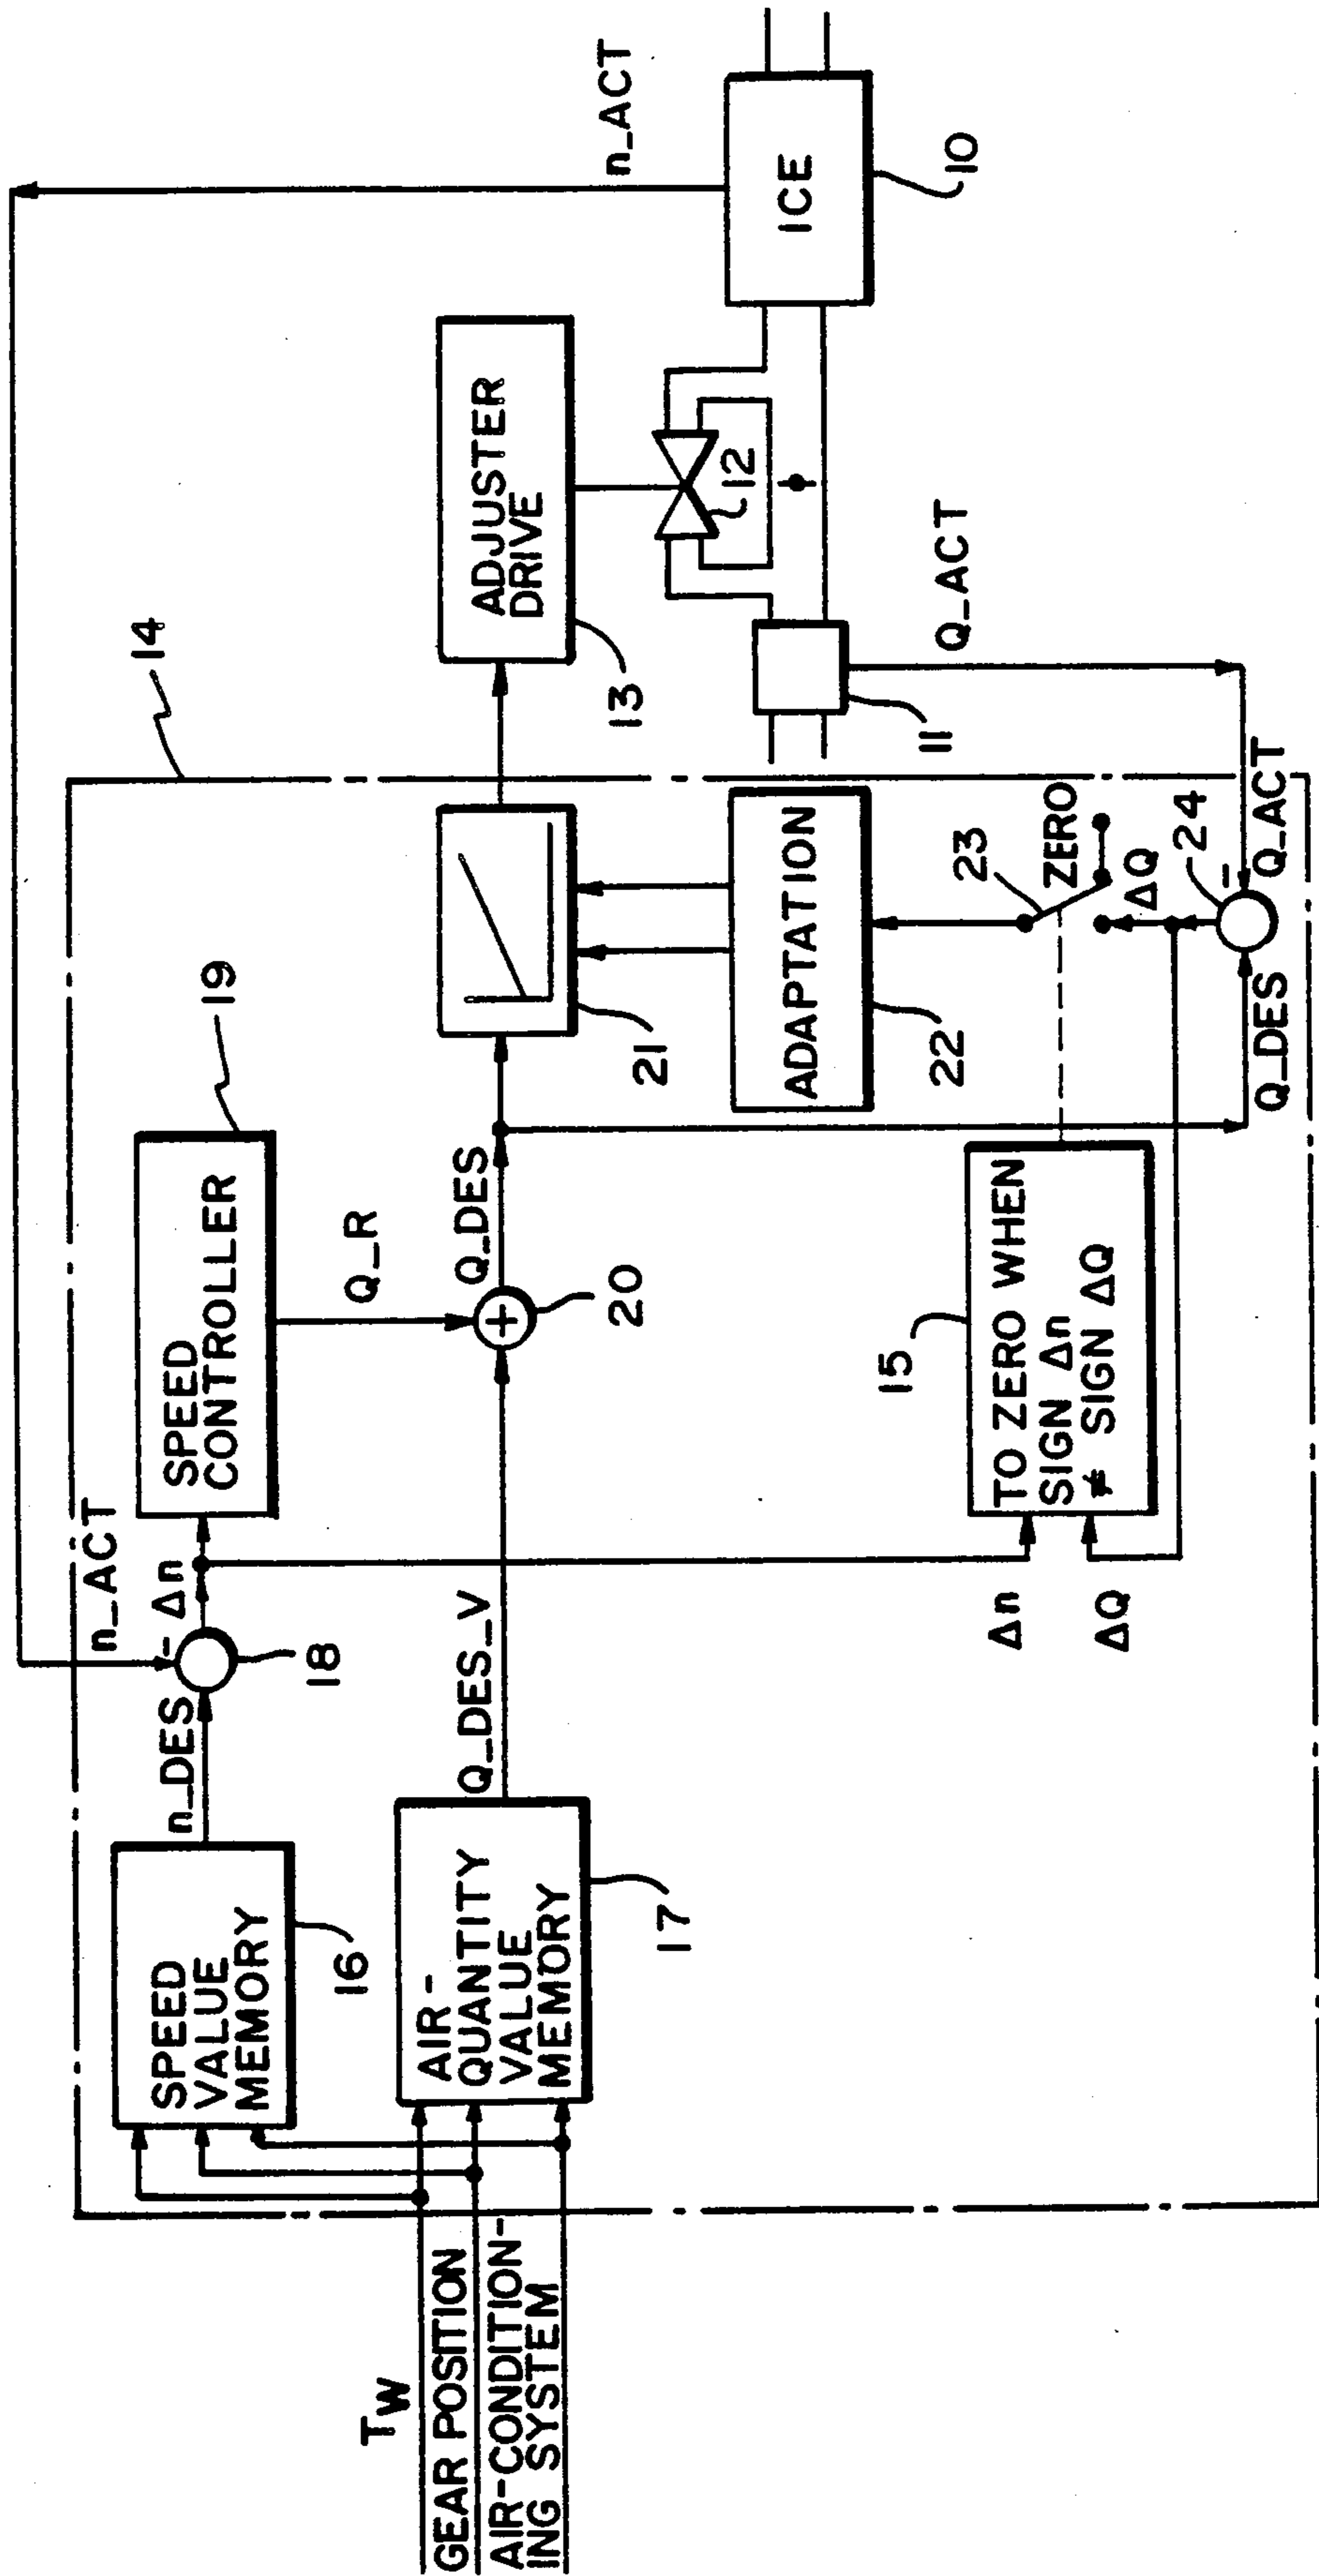 14
n_ACT
n_DES
n_ACT
-
Δn
18
SPEED
VALUE
MEMORY
16
SPEED
CONTROLLER
19
Q_R
T_W
GEAR POSITION
AIR-CONDITION-
ING SYSTEM
AIR-
QUANTITY
VALUE
MEMORY
17
Q_DES_V
+
20
Q_DES
21
ADJUSTER
DRIVE
13
12
ICE
10
11
Q_ACT
ADAPTATION
22
23
ZERO
ΔQ
15
TO ZERO WHEN
SIGN Δn
≠ SIGN ΔQ
Δn
ΔQ
Q_DES
-
Q_ACT
24